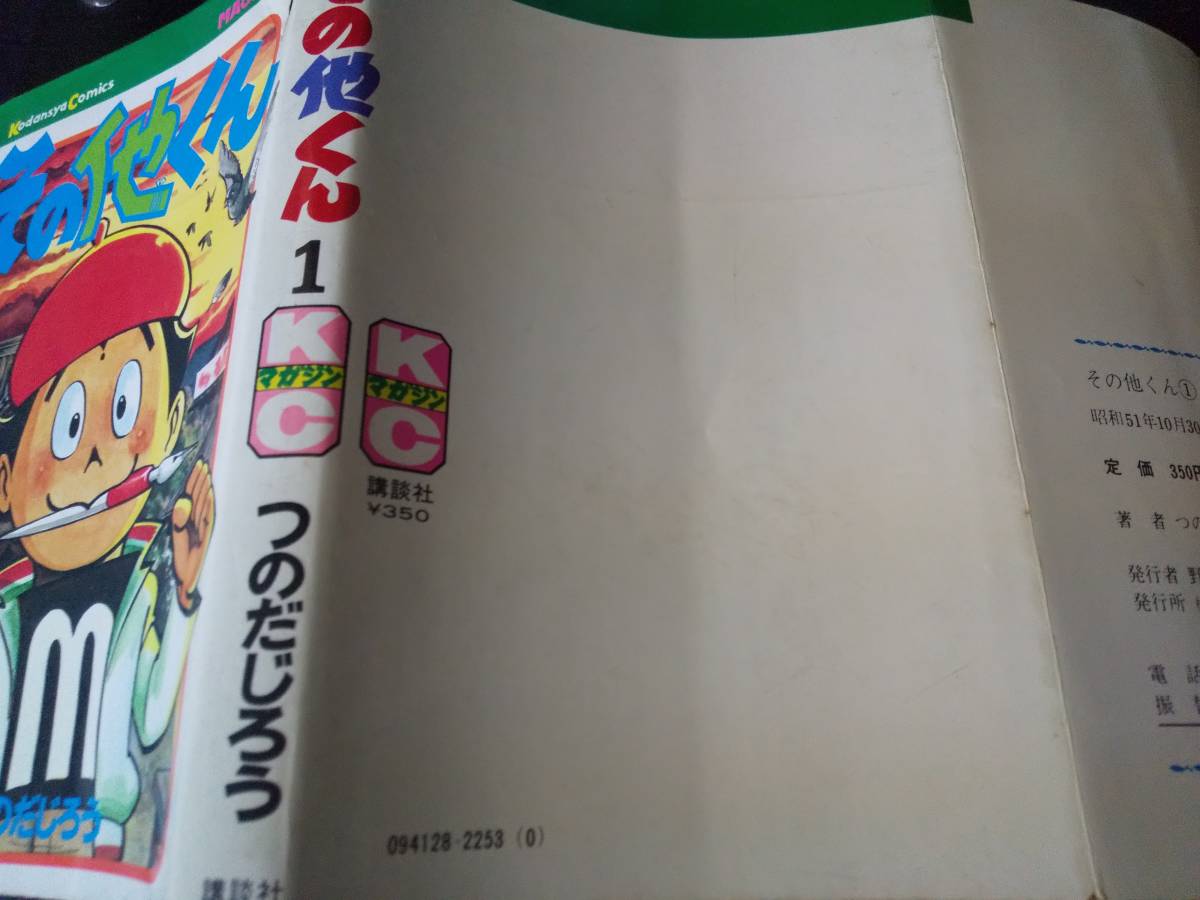 Kodansya Comics
その他くん
のだじろう
の他くん
1
K
マガジン
C
つのだじろう
講談社
K
マガジン
C
講談社
¥350
094128-2253 (0)
その他くん①
昭和51年10月30
定 価 350円
著 者 つの
発行者 野
発行所
電 話
振 替